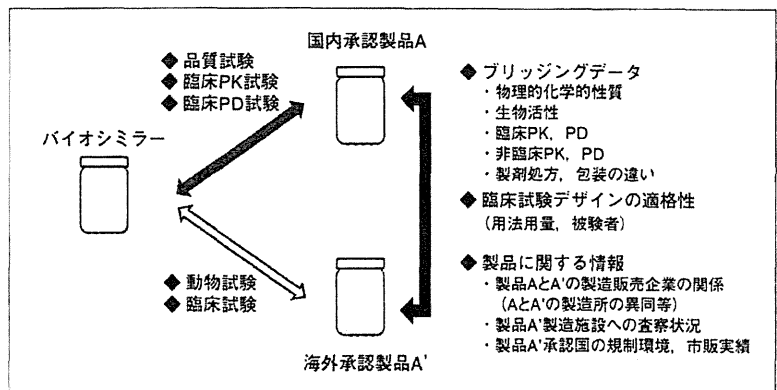 国内承認製品A
◆ 品質試験
◆ 臨床PK試験
◆ 臨床PD試験
バイオシミラー
◆ 動物試験
◆ 臨床試験
海外承認製品A'
◆ ブリッジングデータ
・物理的化学的性質
・生物活性
・臨床PK，PD
・非臨床PK，PD
・製剤処方，包装の違い
◆ 臨床試験デザインの適格性
(用法用量，被験者)
◆ 製品に関する情報
・製品AとA'の製造販売企業の関係
(AとA'の製造所の異同等)
・製品A'製造施設への査察状況
・製品A'承認国の規制環境，市販実績